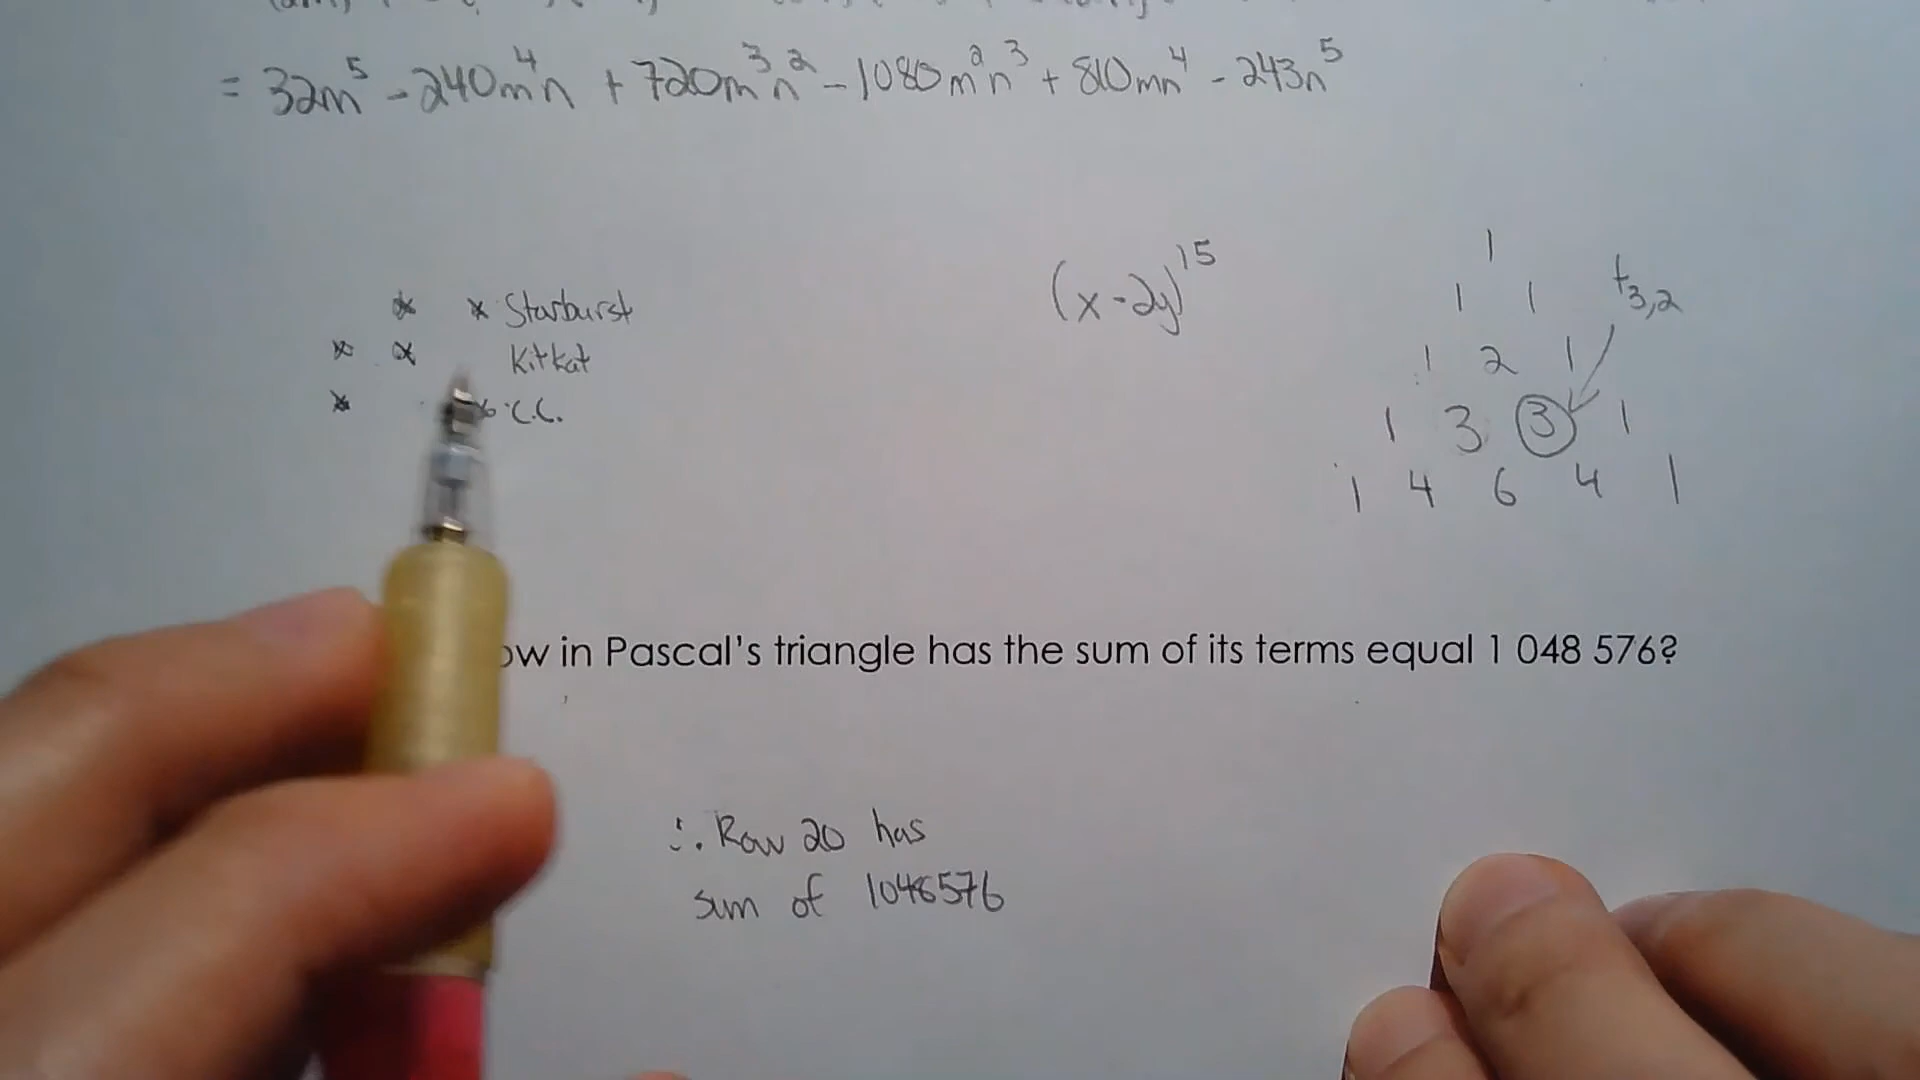 = 32m⁵ - 240m⁴n + 720m³n² - 1080m²n³ + 810mn⁴ - 243n⁵
* * Starburst
* * Kitkat
* C.C.
(x-2y)¹⁵
1
1 1
t₃,₂
1 2 1
1 3 3 1
1 4 6 4 1
in Pascal's triangle has the sum of its terms equal 1 048 576?
∴ Row 20 has
sum of 1048576